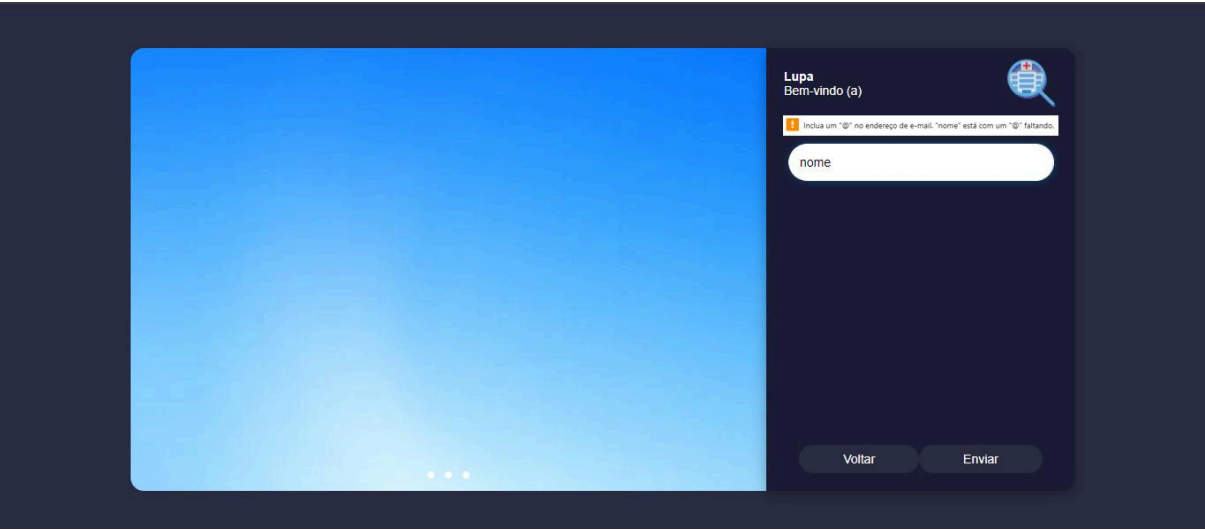 Lupa
Bem-vindo (a)
Inclua um "@" no endereço de e-mail. "nome" está com um "@" faltando.
nome
Voltar
Enviar